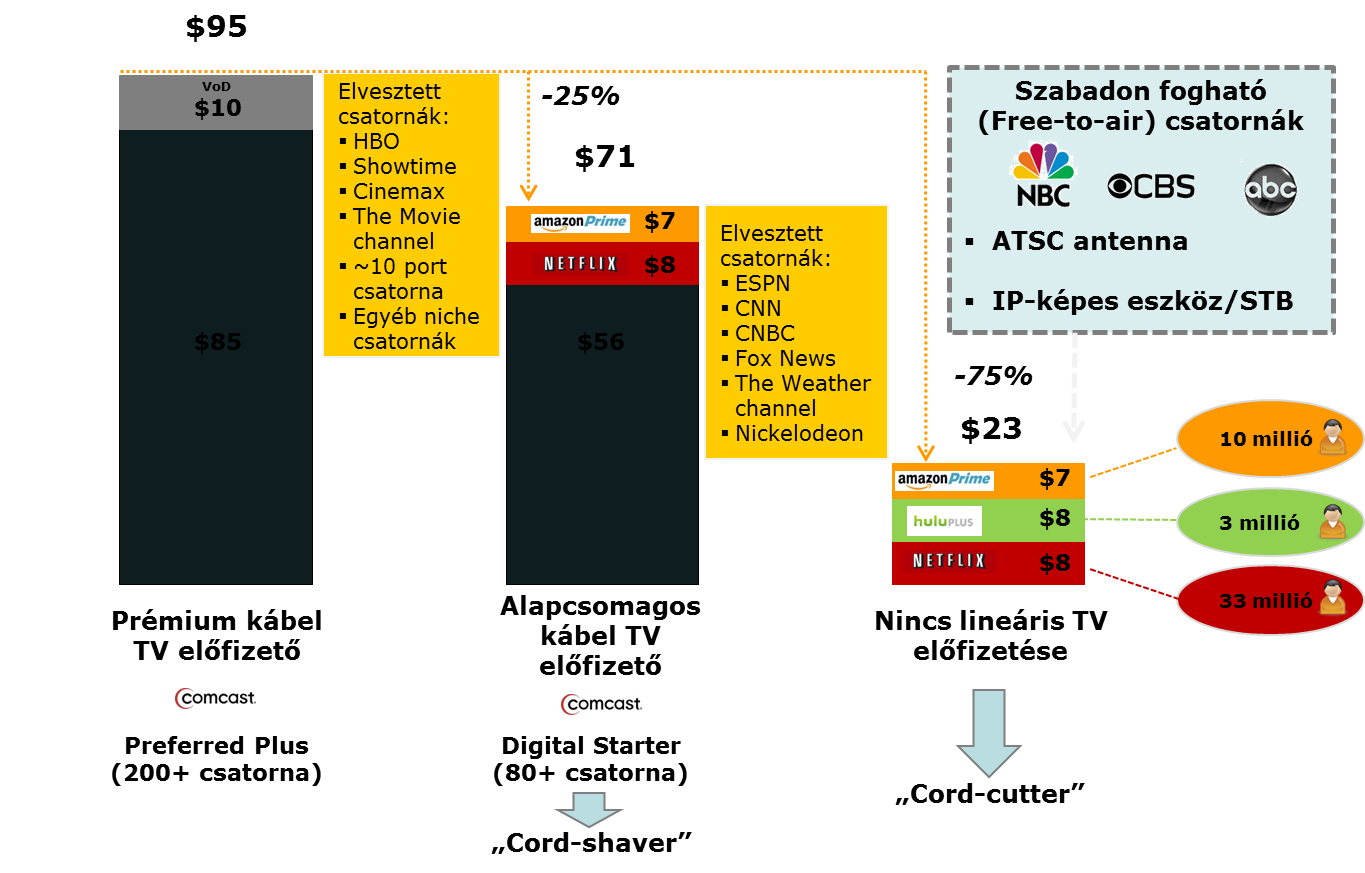 $95
VoD
$10
$85
Elvesztett
csatornák:
▪ HBO
▪ Showtime
▪ Cinemax
▪ The Movie
channel
▪ ~10 port
csatorna
▪ Egyéb niche
csatornák
Prémium kábel
TV előfizető
comcast.
Preferred Plus
(200+ csatorna)
-25%
$71
amazonPrime $7
NETFLIX $8
$56
Elvesztett
csatornák:
▪ ESPN
▪ CNN
▪ CNBC
▪ Fox News
▪ The Weather
channel
▪ Nickelodeon
Alapcsomagos
kábel TV
előfizető
comcast.
Digital Starter
(80+ csatorna)
„Cord-shaver”
Szabadon fogható
(Free-to-air) csatornák
NBC CBS abc
▪ ATSC antenna
▪ IP-képes eszköz/STB
-75%
$23
amazonPrime $7
huluPLUS $8
NETFLIX $8
10 millió
3 millió
33 millió
Nincs lineáris TV
előfizetése
„Cord-cutter”